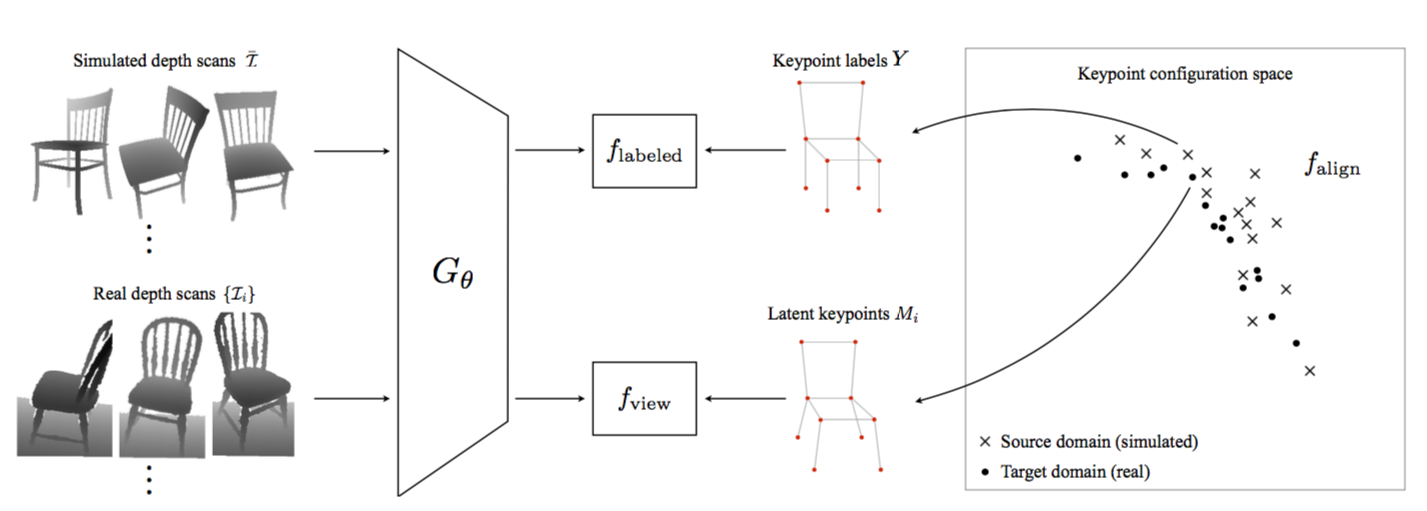 Simulated depth scans $\bar{\mathcal{I}}$
Keypoint labels $Y$
Keypoint configuration space
$f_{\text{labeled}}$
$f_{\text{align}}$
$G_\theta$
Real depth scans $\{\mathcal{I}_i\}$
Latent keypoints $M_i$
$f_{\text{view}}$
× Source domain (simulated)
● Target domain (real)